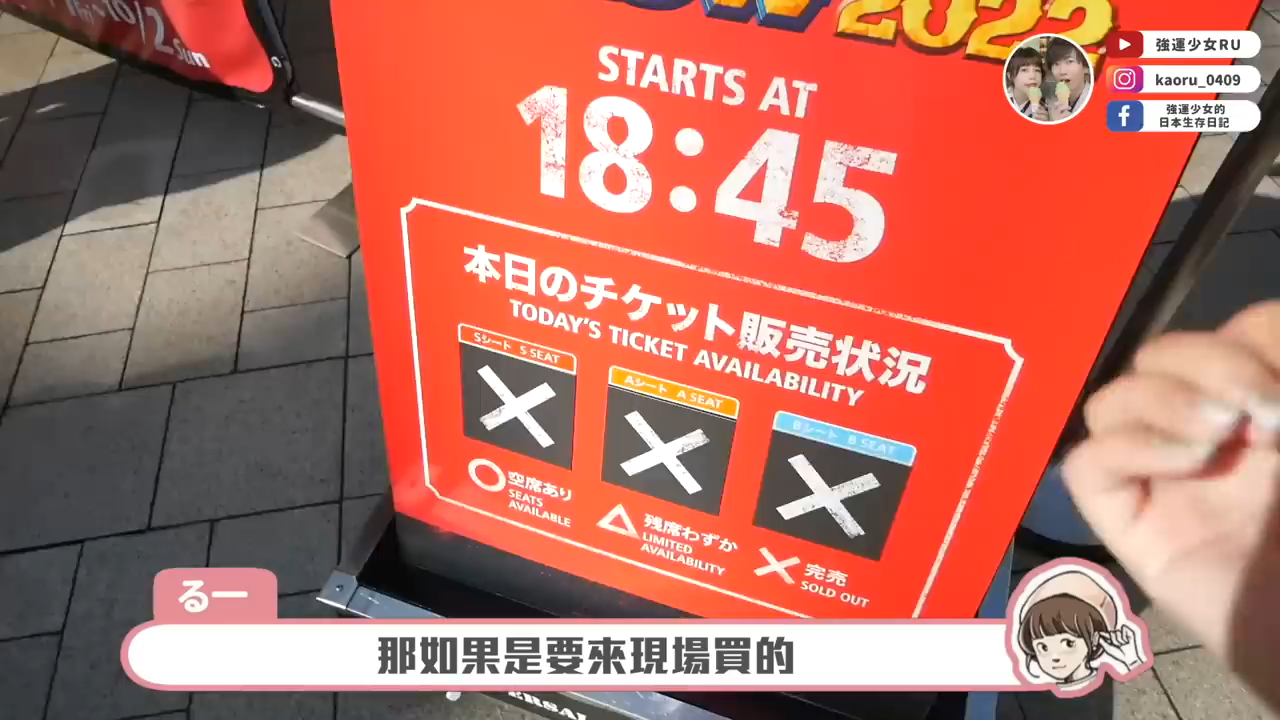 2022
10/2 Sun
STARTS AT
18:45
本日のチケット販売状況
TODAY'S TICKET AVAILABILITY
Sシート S SEAT
Aシート A SEAT
Bシート B SEAT
空席あり
SEATS
AVAILABLE
残席わずか
LIMITED
AVAILABILITY
完売
SOLD OUT
強運少女RU
kaoru_0409
強運少女的
日本生存日記
るー
那如果是要來現場買的